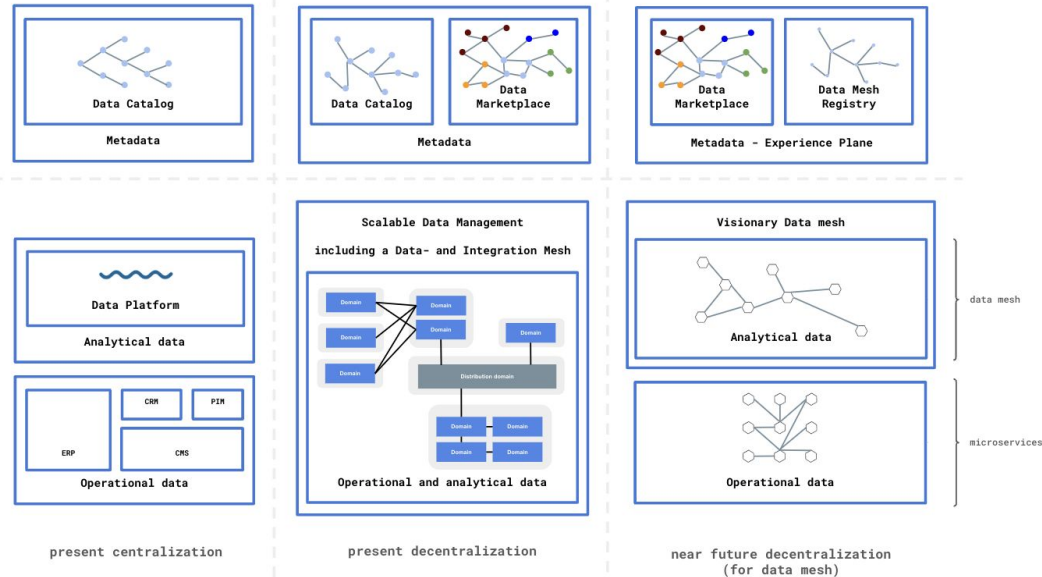 Data Catalog
Metadata
Data Catalog
Data
Marketplace
Metadata
Data
Marketplace
Data Mesh
Registry
Metadata - Experience Plane
Data Platform
Analytical data
ERP
CRM
PIM
CMS
Operational data
Scalable Data Management
including a Data- and Integration Mesh
Domain
Domain
Domain
Domain
Domain
Domain
Distribution domain
Domain
Domain
Domain
Domain
Operational and analytical data
Visionary Data mesh
Analytical data
data mesh
Operational data
microservices
present centralization
present decentralization
near future decentralization
(for data mesh)